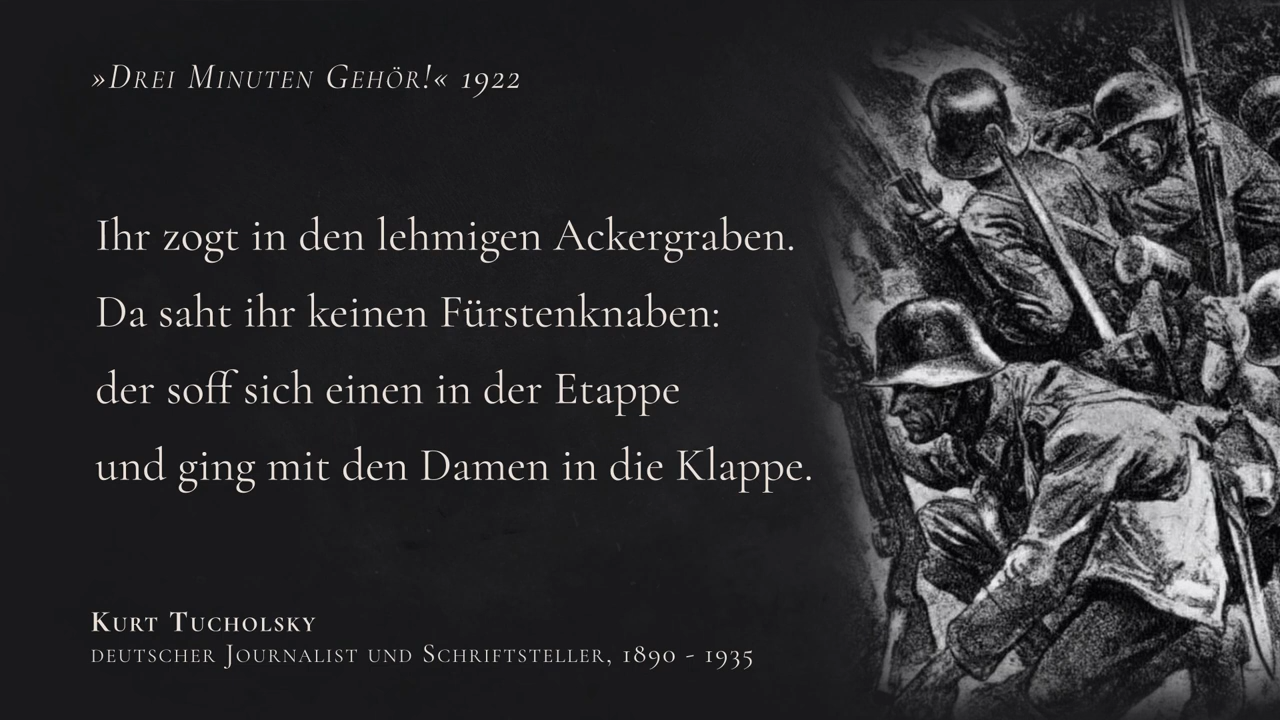 »Drei Minuten Gehör!« 1922
Ihr zogt in den lehmigen Ackergraben.
Da saht ihr keinen Fürstenknaben:
der soff sich einen in der Etappe
und ging mit den Damen in die Klappe.
Kurt Tucholsky
deutscher Journalist und Schriftsteller, 1890 - 1935